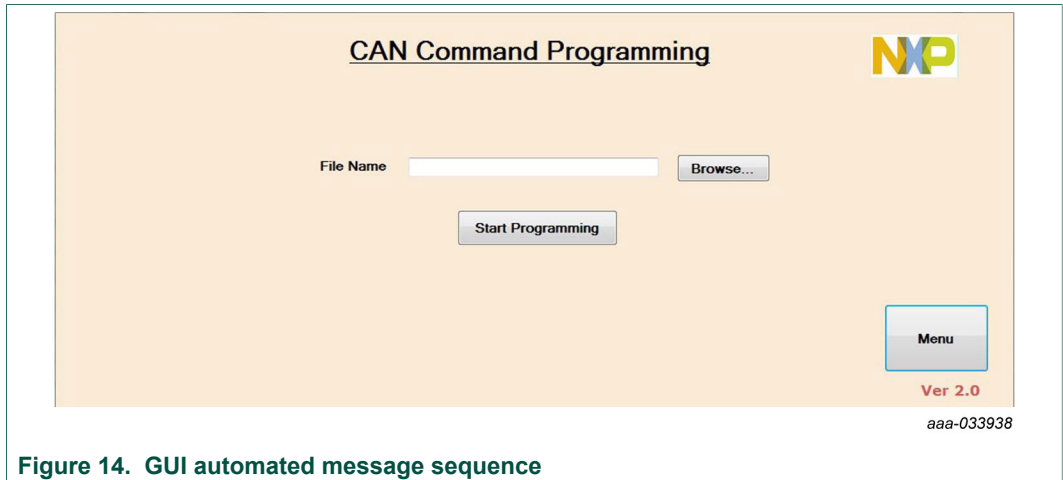 CAN Command Programming
NXP
File Name
Browse...
Start Programming
Menu
Ver 2.0
aaa-033938
Figure 14. GUI automated message sequence